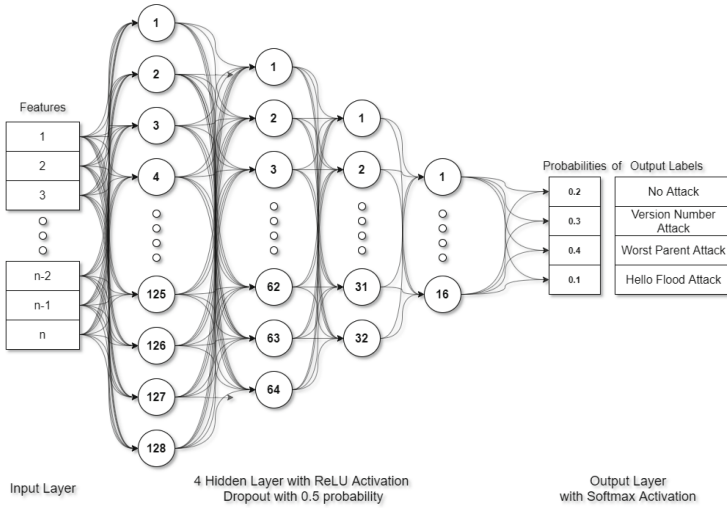 Features
1
2
3
n-2
n-1
n
1
2
3
4
125
126
127
128
1
2
3
62
63
64
1
2
31
32
1
16
Probabilities of Output Labels
0.2 No Attack
0.3 Version Number
Attack
0.4 Worst Parent Attack
0.1 Hello Flood Attack
Input Layer
4 Hidden Layer with ReLU Activation
Dropout with 0.5 probability
Output Layer
with Softmax Activation